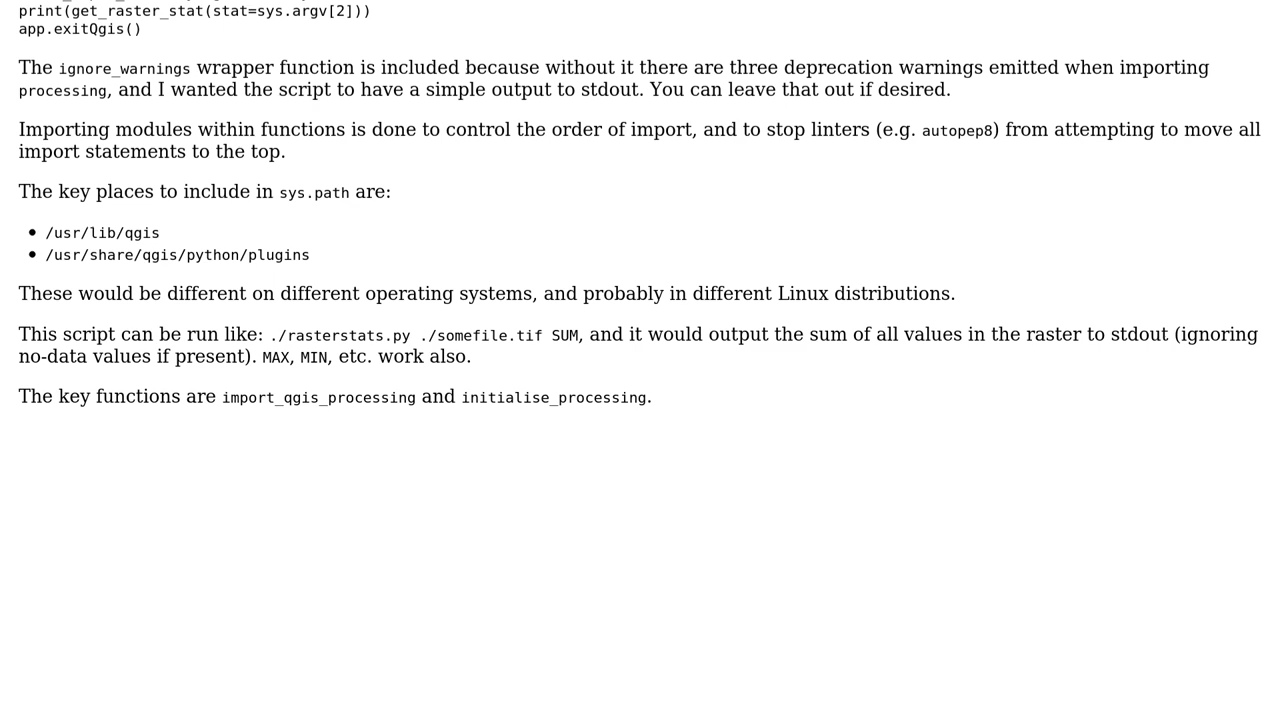 print(get_raster_stat(stat=sys.argv[2]))
app.exitQgis()
The ignore_warnings wrapper function is included because without it there are three deprecation warnings emitted when importing
processing, and I wanted the script to have a simple output to stdout. You can leave that out if desired.
Importing modules within functions is done to control the order of import, and to stop linters (e.g. autopep8) from attempting to move all
import statements to the top.
The key places to include in sys.path are:
• /usr/lib/qgis
• /usr/share/qgis/python/plugins
These would be different on different operating systems, and probably in different Linux distributions.
This script can be run like: ./rasterstats.py ./somefile.tif SUM, and it would output the sum of all values in the raster to stdout (ignoring
no-data values if present). MAX, MIN, etc. work also.
The key functions are import_qgis_processing and initialise_processing.